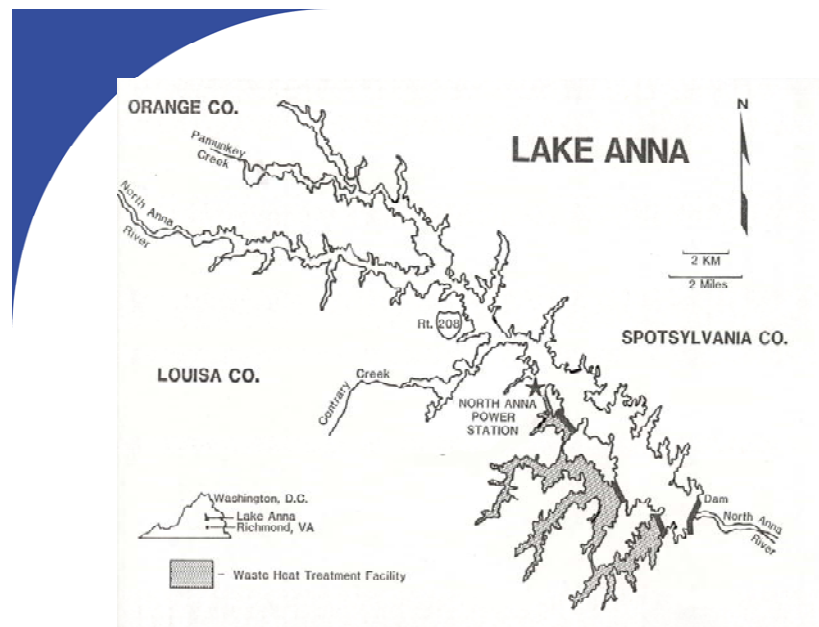 ORANGE CO.
LAKE ANNA
N
Pamunkey
Creek
North Anna
River
2 KM
2 Miles
Rt. 208
SPOTSYLVANIA CO.
LOUISA CO.
Contrary Creek
NORTH ANNA
POWER
STATION
Dam
North Anna
River
Washington, D.C.
Lake Anna
Richmond, VA
- Waste Heat Treatment Facility